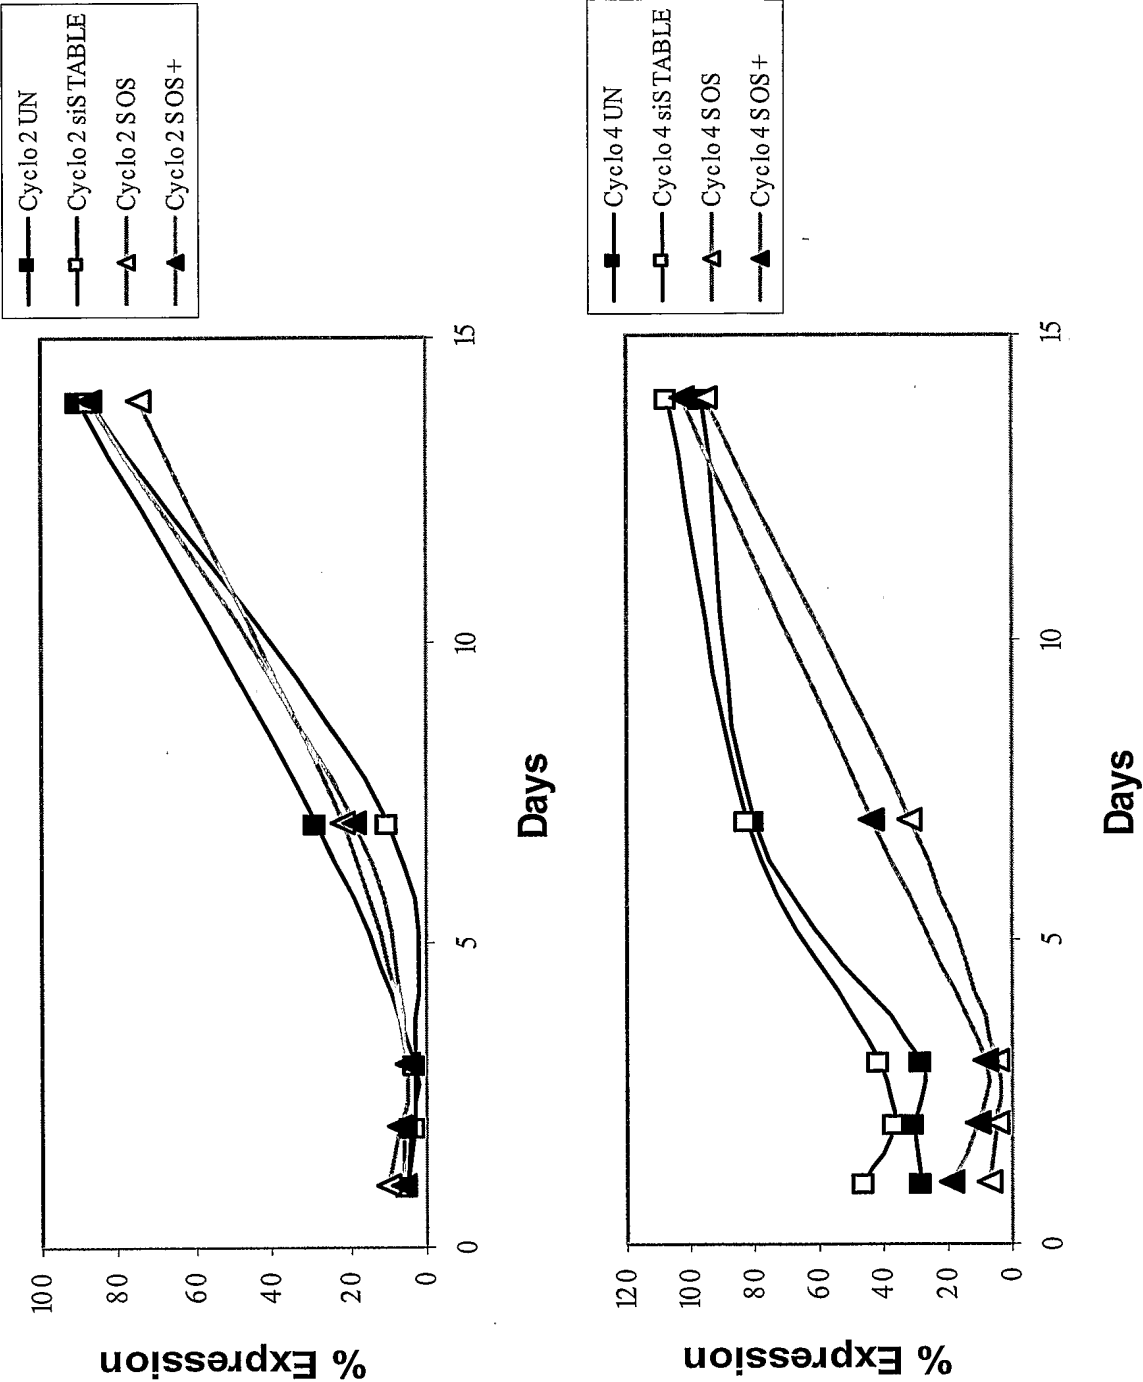 Cyclo 2 UN
Cyclo 2 siSTABLE
Cyclo 2 SOS
Cyclo 2 SOS+
% Expression
100
80
60
40
20
0
0
5
10
15
Days
Cyclo 4 UN
Cyclo 4 siSTABLE
Cyclo 4 SOS
Cyclo 4 SOS+
% Expression
120
100
80
60
40
20
0
0
5
10
15
Days